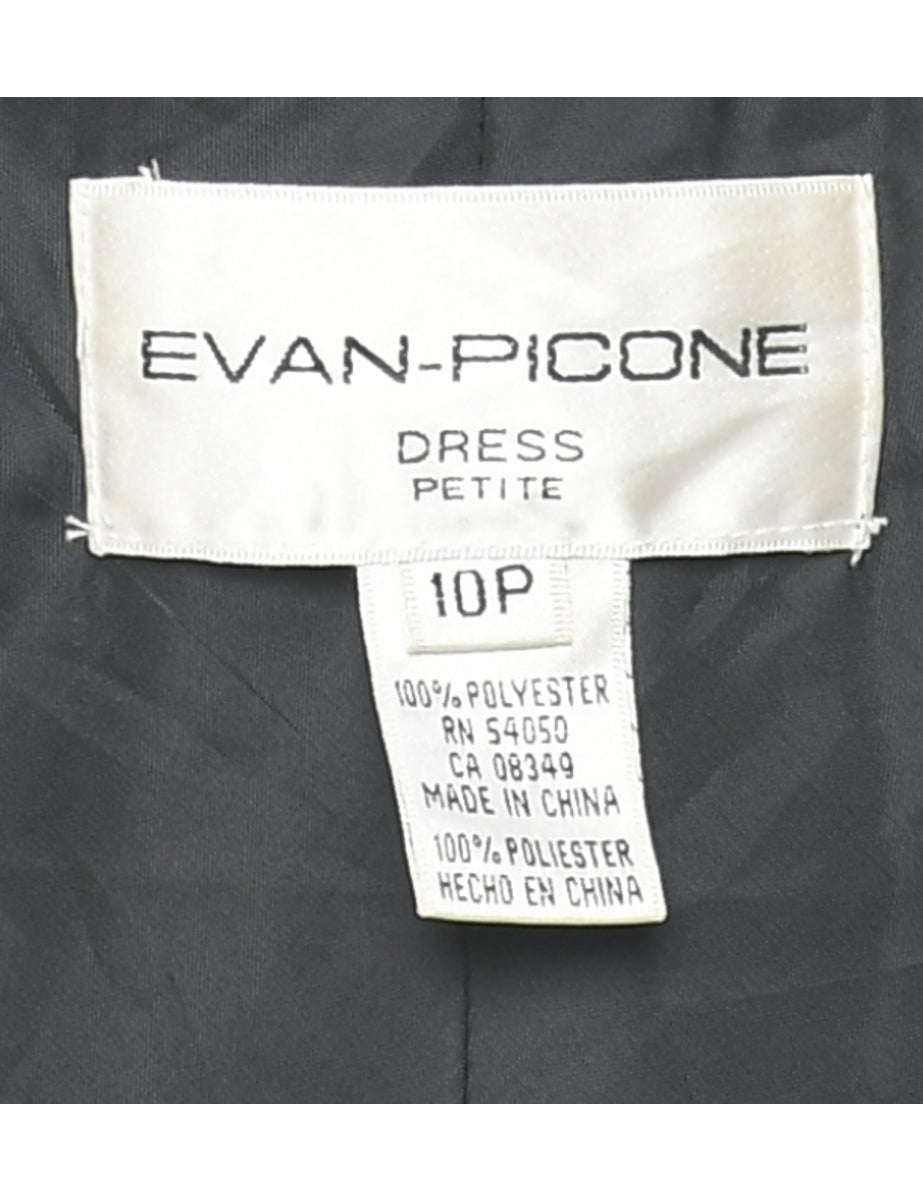 EVAN-PICONE
DRESS
PETITE
10P
100% POLYESTER
RN 54050
CA 08349
MADE IN CHINA
100% POLIESTER
HECHO EN CHINA